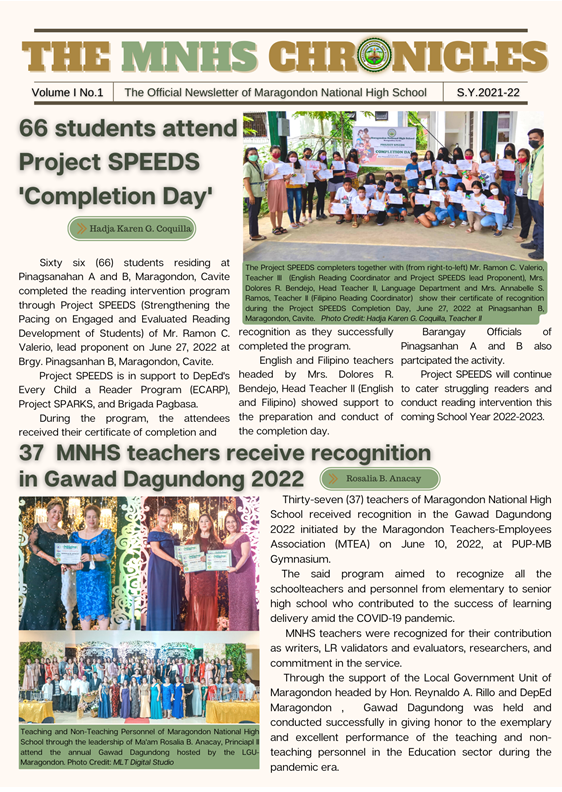 THE MNHS CHRONICLES
Volume I No.1
The Official Newsletter of Maragondon National High School
S.Y.2021-22
66 students attend
Project SPEEDS
'Completion Day'
Hadja Karen G. Coquilla
Sixty six (66) students residing at
Pinagsanahan A and B, Maragondon, Cavite
completed the reading intervention program
through Project SPEEDS (Strengthening the
Pacing on Engaged and Evaluated Reading
Development of Students) of Mr. Ramon C.
Valerio, lead proponent on June 27, 2022 at
Brgy. Pinagsanhan B, Maragondon, Cavite.
Project SPEEDS is in support to DepEd's
Every Child a Reader Program (ECARP),
Project SPARKS, and Brigada Pagbasa.
During the program, the attendees
received their certificate of completion and
COMPLETION DAY
The Project SPEEDS completers together with (from right-to-left) Mr. Ramon C. Valerio,
Teacher III (English Reading Coordinator and Project SPEEDS lead Proponent), Mrs.
Dolores R. Bendejo, Head Teacher II, Language Department and Mrs. Annabelle S.
Ramos, Teacher II (Filipino Reading Coordinator) show their certificate of recognition
during the Project SPEEDS Completion Day, June 27, 2022 at Pinagsanhan B,
Maragondon, Cavite. Photo Credit: Hadja Karen G. Coquilla, Teacher II
recognition as they successfully
completed the program.
English and Filipino teachers
headed by Mrs. Dolores R.
Bendejo, Head Teacher II (English
and Filipino) showed support to
the preparation and conduct of
the completion day.
Barangay Officials of
Pinagsanhan A and B also
partcipated the activity.
Project SPEEDS will continue
to cater struggling readers and
conduct reading intervention this
coming School Year 2022-2023.
37 MNHS teachers receive recognition
in Gawad Dagundong 2022
Rosalia B. Anacay
Teaching and Non-Teaching Personnel of Maragondon National High
School through the leadership of Ma'am Rosalia B. Anacay, Princiapl II
attend the annual Gawad Dagundong hosted by the LGU-
Maragondon. Photo Credit: MLT Digital Studio
Thirty-seven (37) teachers of Maragondon National High
School received recognition in the Gawad Dagundong
2022 initiated by the Maragondon Teachers-Employees
Association (MTEA) on June 10, 2022, at PUP-MB
Gymnasium.
The said program aimed to recognize all the
schoolteachers and personnel from elementary to senior
high school who contributed to the success of learning
delivery amid the COVID-19 pandemic.
MNHS teachers were recognized for their contribution
as writers, LR validators and evaluators, researchers, and
commitment in the service.
Through the support of the Local Government Unit of
Maragondon headed by Hon. Reynaldo A. Rillo and DepEd
Maragondon , Gawad Dagundong was held and
conducted successfully in giving honor to the exemplary
and excellent performance of the teaching and non-
teaching personnel in the Education sector during the
pandemic era.